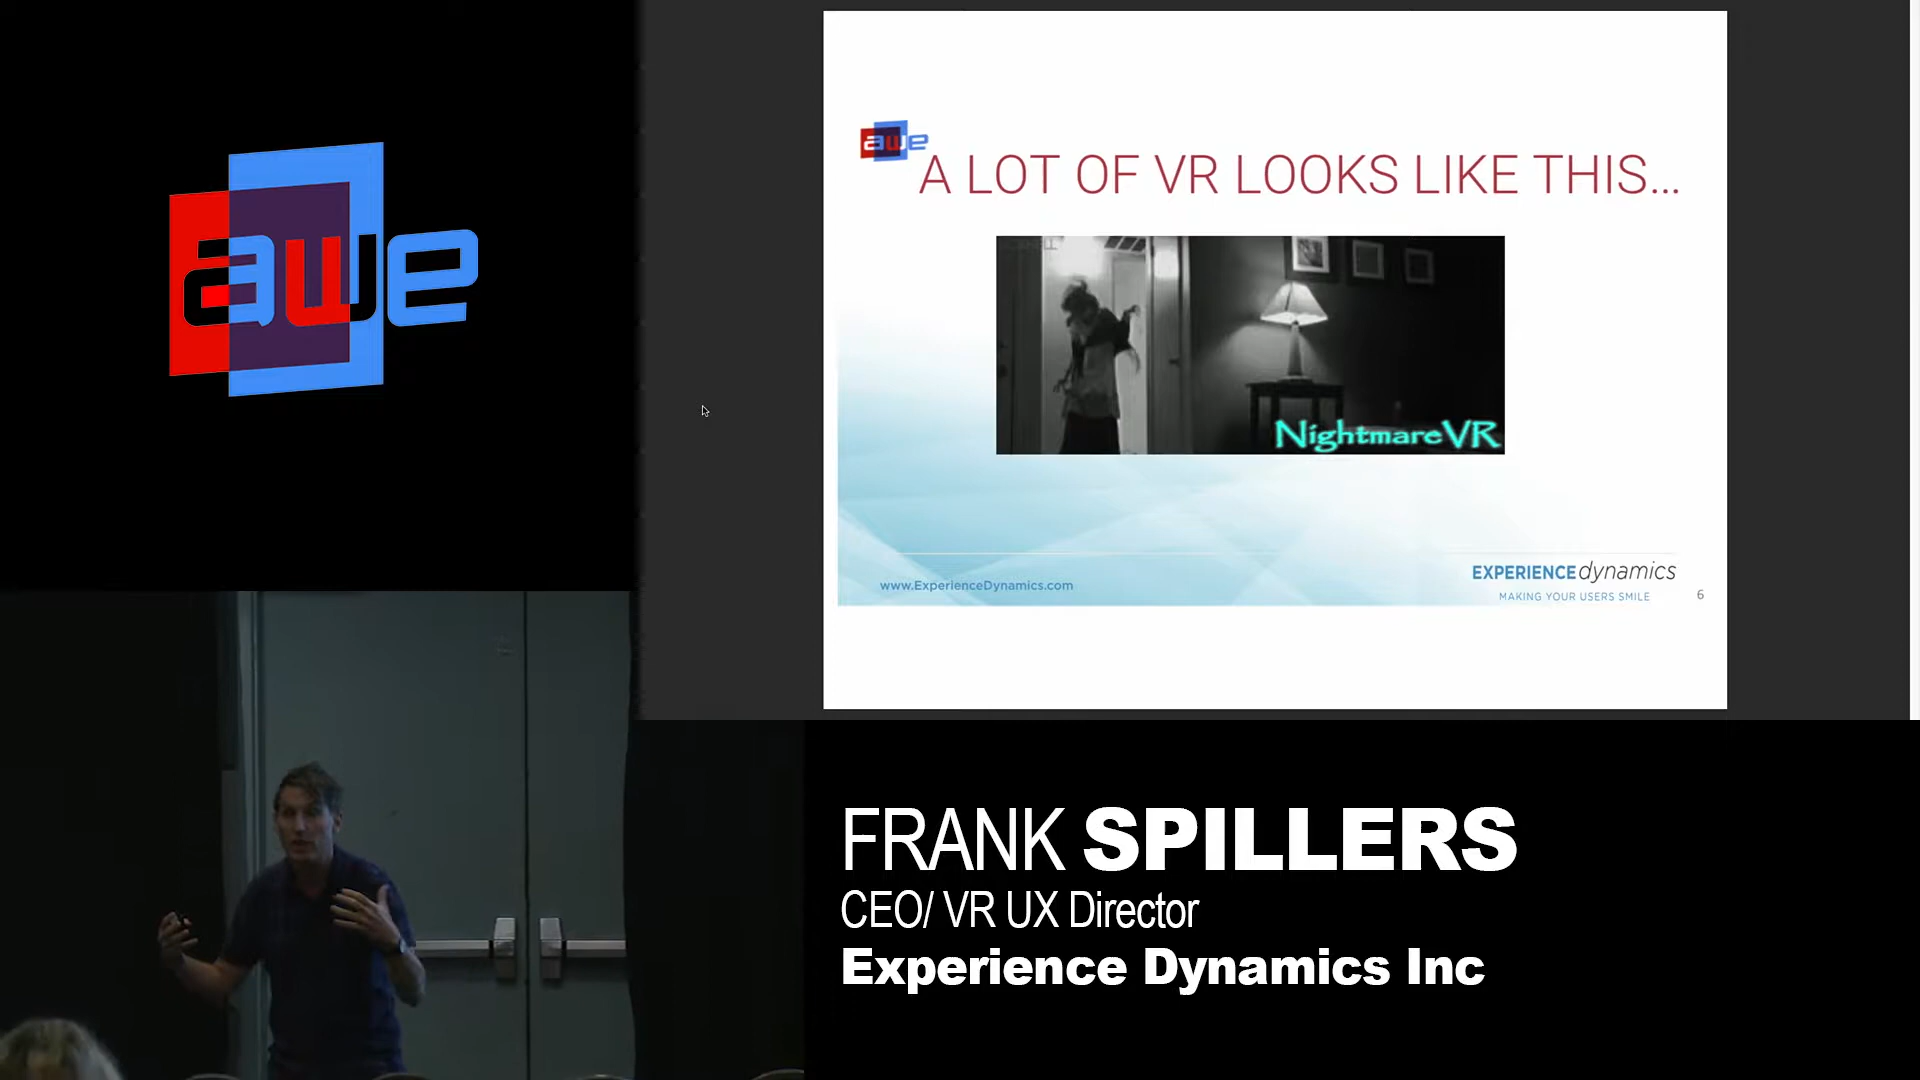 awe
awe
A LOT OF VR LOOKS LIKE THIS...
NightmareVR
www.ExperienceDynamics.com
EXPERIENCEdynamics
MAKING YOUR USERS SMILE
6
FRANK SPILLERS
CEO/ VR UX Director
Experience Dynamics Inc